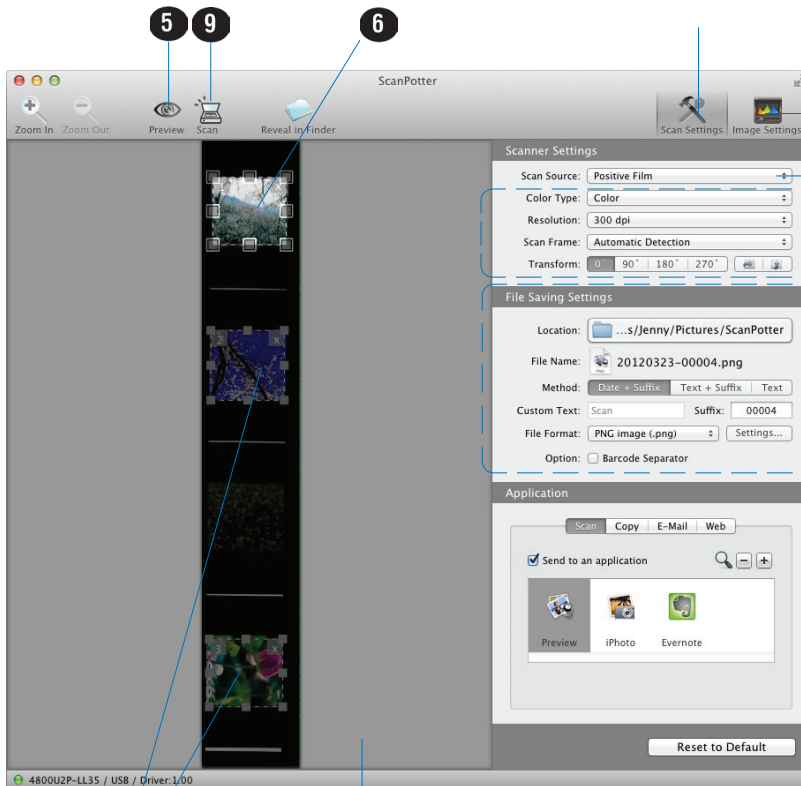 5 9 6
ScanPotter
Zoom In Zoom Out Preview Scan Reveal in Finder Scan Settings Image Settings
Scanner Settings
Scan Source: Positive Film
Color Type: Color
Resolution: 300 dpi
Scan Frame: Automatic Detection
Transform: 0° 90° 180° 270°
File Saving Settings
Location: ...s/Jenny/Pictures/ScanPotter
File Name: 20120323-00004.png
Method: Date + Suffix Text + Suffix Text
Custom Text: Scan Suffix: 00004
File Format: PNG image (.png) Settings...
Option: Barcode Separator
Application
Scan Copy E-Mail Web
Send to an application
Preview iPhoto Evernote
2 x
3 x
Reset to Default
4800U2P-LL35 / USB / Driver:1.00